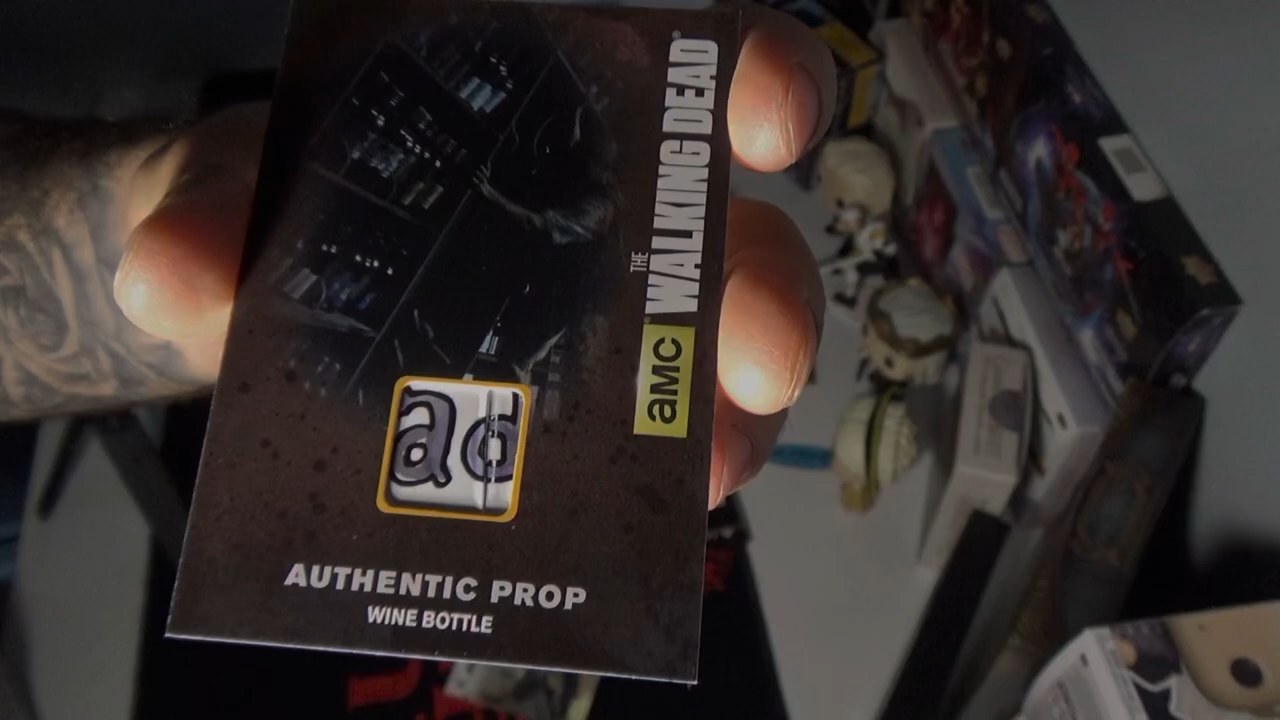 THE WALKING DEAD®
aMC
ad
AUTHENTIC PROP
WINE BOTTLE